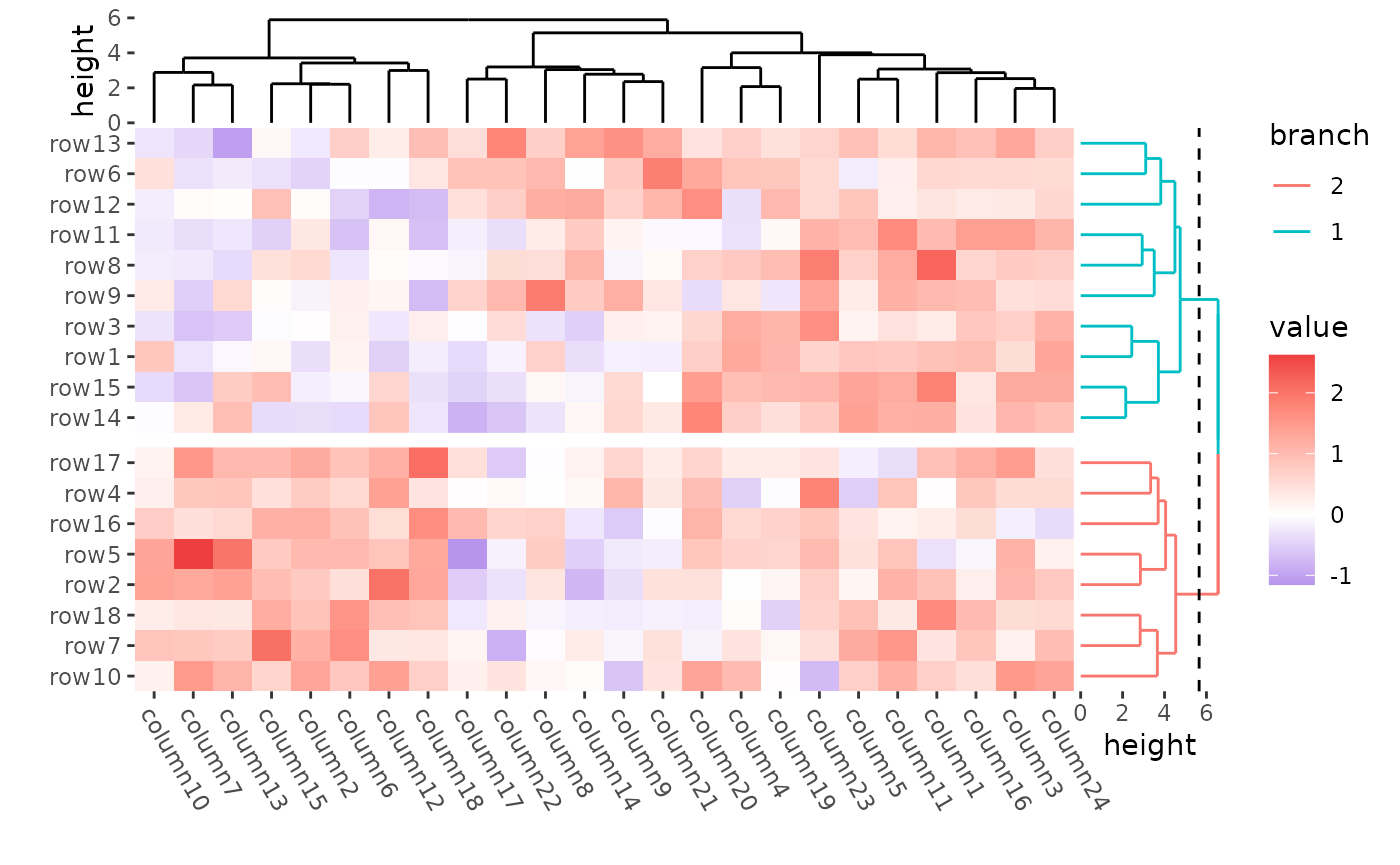 height
6
4
2
0
row13
row6
row12
row11
row8
row9
row3
row1
row15
row14
row17
row4
row16
row5
row2
row18
row7
row10
column10
column7
column13
column15
column2
column6
column12
column18
column17
column22
column8
column14
column9
column21
column20
column4
column19
column23
column5
column11
column1
column16
column3
column24
0 2 4 6
height
branch
2
1
value
2
1
0
-1